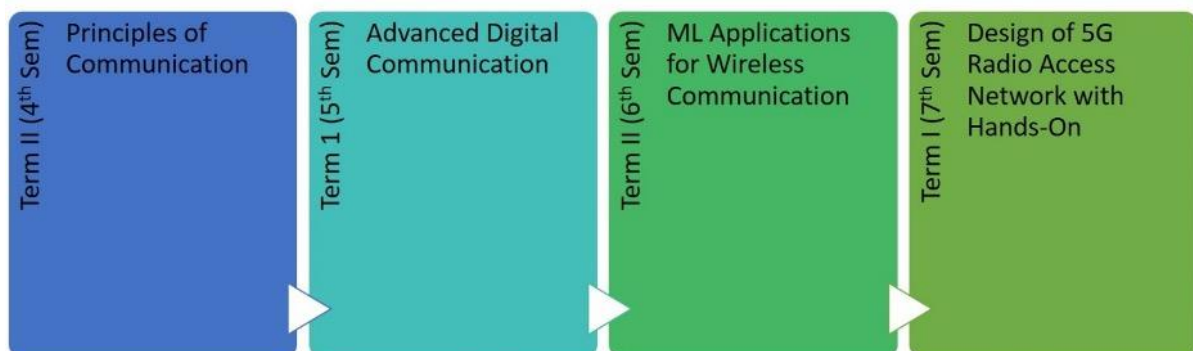 Term II (4th Sem)
Principles of
Communication
Term 1 (5th Sem)
Advanced Digital
Communication
Term II (6th Sem)
ML Applications
for Wireless
Communication
Term I (7th Sem)
Design of 5G
Radio Access
Network with
Hands-On